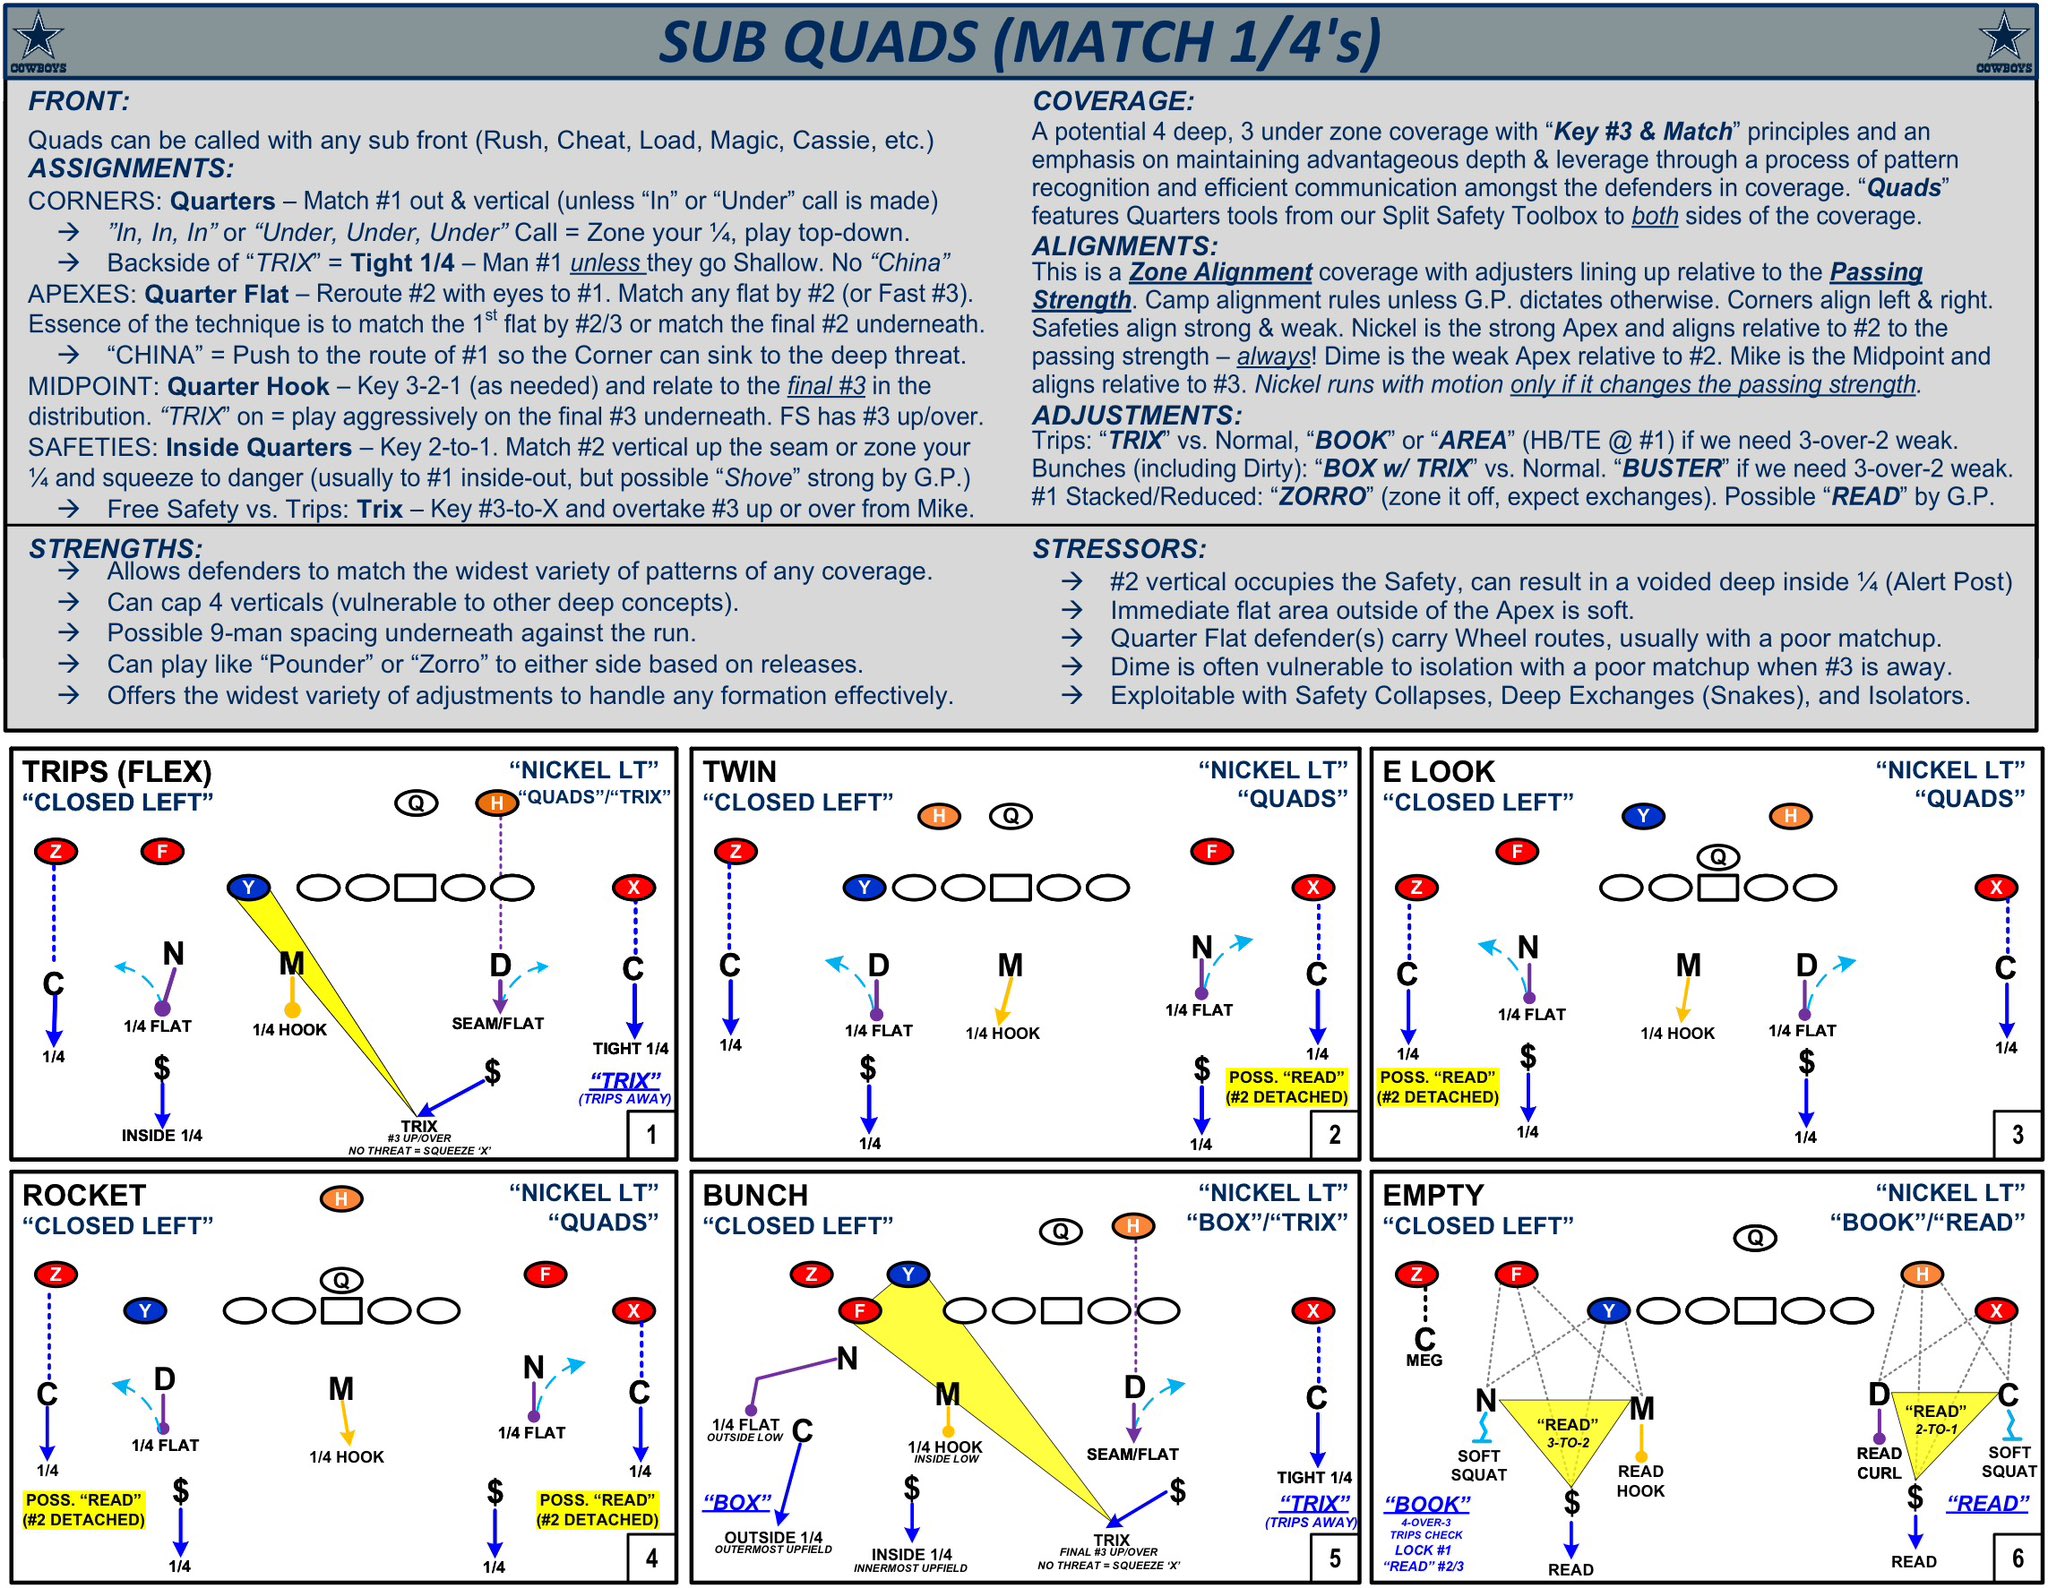 SUB QUADS (MATCH 1/4's)
COWBOYS
COWBOYS
FRONT:
Quads can be called with any sub front (Rush, Cheat, Load, Magic, Cassie, etc.)
ASSIGNMENTS:
CORNERS: Quarters – Match #1 out & vertical (unless “In” or “Under” call is made)
→ ”In, In, In” or “Under, Under, Under” Call = Zone your ¼, play top-down.
→ Backside of “TRIX” = Tight 1/4 – Man #1 unless they go Shallow. No “China”
APEXES: Quarter Flat – Reroute #2 with eyes to #1. Match any flat by #2 (or Fast #3).
Essence of the technique is to match the 1st flat by #2/3 or match the final #2 underneath.
→ “CHINA” = Push to the route of #1 so the Corner can sink to the deep threat.
MIDPOINT: Quarter Hook – Key 3-2-1 (as needed) and relate to the final #3 in the
distribution. “TRIX” on = play aggressively on the final #3 underneath. FS has #3 up/over.
SAFETIES: Inside Quarters – Key 2-to-1. Match #2 vertical up the seam or zone your
¼ and squeeze to danger (usually to #1 inside-out, but possible “Shove” strong by G.P.)
→ Free Safety vs. Trips: Trix – Key #3-to-X and overtake #3 up or over from Mike.
COVERAGE:
A potential 4 deep, 3 under zone coverage with “Key #3 & Match” principles and an
emphasis on maintaining advantageous depth & leverage through a process of pattern
recognition and efficient communication amongst the defenders in coverage. “Quads”
features Quarters tools from our Split Safety Toolbox to both sides of the coverage.
ALIGNMENTS:
This is a Zone Alignment coverage with adjusters lining up relative to the Passing
Strength. Camp alignment rules unless G.P. dictates otherwise. Corners align left & right.
Safeties align strong & weak. Nickel is the strong Apex and aligns relative to #2 to the
passing strength – always! Dime is the weak Apex relative to #2. Mike is the Midpoint and
aligns relative to #3. Nickel runs with motion only if it changes the passing strength.
ADJUSTMENTS:
Trips: “TRIX” vs. Normal, “BOOK” or “AREA” (HB/TE @ #1) if we need 3-over-2 weak.
Bunches (including Dirty): “BOX w/ TRIX” vs. Normal. “BUSTER” if we need 3-over-2 weak.
#1 Stacked/Reduced: “ZORRO” (zone it off, expect exchanges). Possible “READ” by G.P.
STRENGTHS:
→ Allows defenders to match the widest variety of patterns of any coverage.
→ Can cap 4 verticals (vulnerable to other deep concepts).
→ Possible 9-man spacing underneath against the run.
→ Can play like “Pounder” or “Zorro” to either side based on releases.
→ Offers the widest variety of adjustments to handle any formation effectively.
STRESSORS:
→ #2 vertical occupies the Safety, can result in a voided deep inside ¼ (Alert Post)
→ Immediate flat area outside of the Apex is soft.
→ Quarter Flat defender(s) carry Wheel routes, usually with a poor matchup.
→ Dime is often vulnerable to isolation with a poor matchup when #3 is away.
→ Exploitable with Safety Collapses, Deep Exchanges (Snakes), and Isolators.
TRIPS (FLEX)
“NICKEL LT”
“CLOSED LEFT”
“QUADS”/“TRIX”
Q H
Z F
Y X
N
C M D C
1/4 FLAT 1/4 HOOK SEAM/FLAT
1/4
TIGHT 1/4
$ $
“TRIX”
(TRIPS AWAY)
INSIDE 1/4
TRIX
#3 UP/OVER
NO THREAT = SQUEEZE ‘X’
1
TWIN
“NICKEL LT”
“CLOSED LEFT”
“QUADS”
H Q
Z F
Y X
C D M N C
1/4 FLAT
1/4 1/4 FLAT 1/4 HOOK 1/4
$ $
POSS. “READ”
(#2 DETACHED)
1/4 1/4
2
E LOOK
“NICKEL LT”
“CLOSED LEFT”
“QUADS”
Y H
F Q
Z X
C N M D C
1/4 FLAT 1/4 HOOK 1/4 FLAT
1/4 1/4
POSS. “READ”
(#2 DETACHED)
$ $
1/4 1/4
3
ROCKET
“NICKEL LT”
“CLOSED LEFT”
“QUADS”
H
Z Q F
Y X
C D M N C
1/4 FLAT 1/4 HOOK 1/4 FLAT
1/4 1/4
POSS. “READ”
(#2 DETACHED)
$ $
POSS. “READ”
(#2 DETACHED)
1/4 1/4
4
BUNCH
“NICKEL LT”
“CLOSED LEFT”
“BOX”/“TRIX”
Q H
Z Y
F X
N
M D C
1/4 FLAT
OUTSIDE LOW
C
1/4 HOOK
INSIDE LOW
SEAM/FLAT
TIGHT 1/4
$ $
“BOX”
“TRIX”
(TRIPS AWAY)
OUTSIDE 1/4
OUTERMOST UPFIELD
INSIDE 1/4
INNERMOST UPFIELD
TRIX
FINAL #3 UP/OVER
NO THREAT = SQUEEZE ‘X’
5
EMPTY
“NICKEL LT”
“CLOSED LEFT”
“BOOK”/“READ”
Q
Z F H
Y X
C
MEG
N M D C
“READ”
3-TO-2
“READ”
2-TO-1
SOFT
SQUAT
READ
HOOK
READ
CURL
SOFT
SQUAT
$ $
“BOOK”
4-OVER-3
TRIPS CHECK
LOCK #1
“READ” #2/3
“READ”
READ READ
6